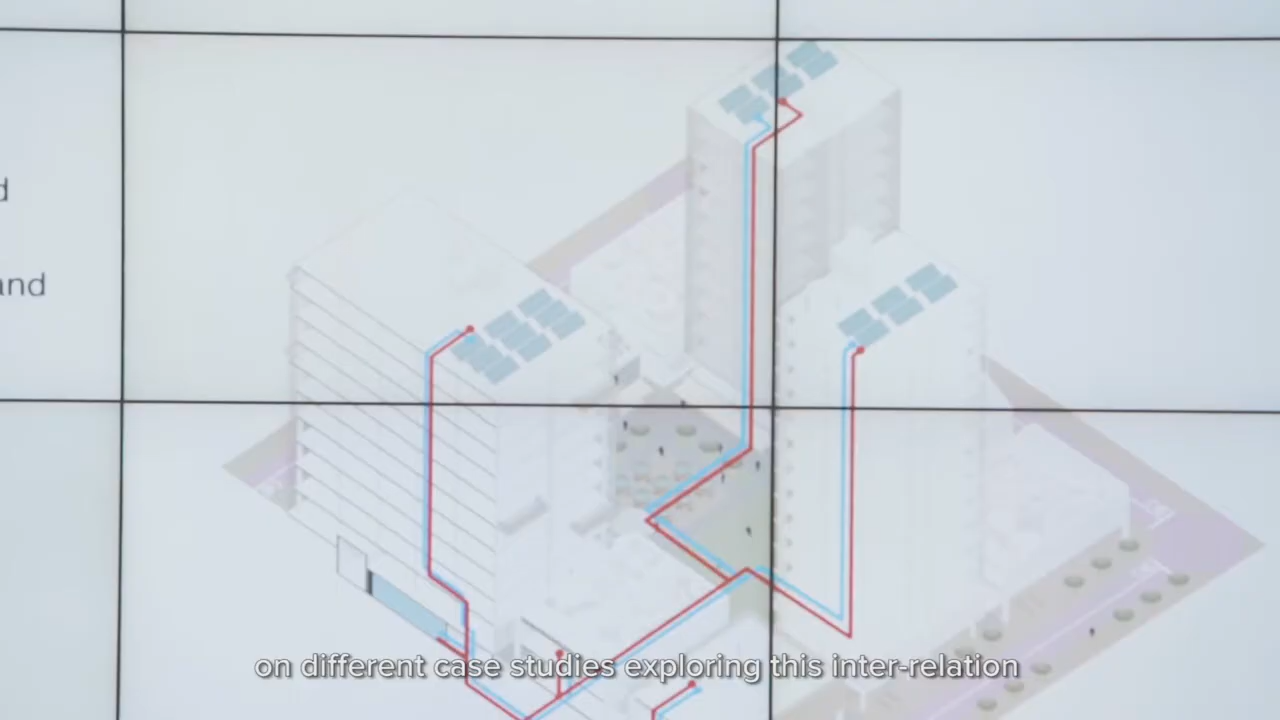 and
on different case studies exploring this inter-relation